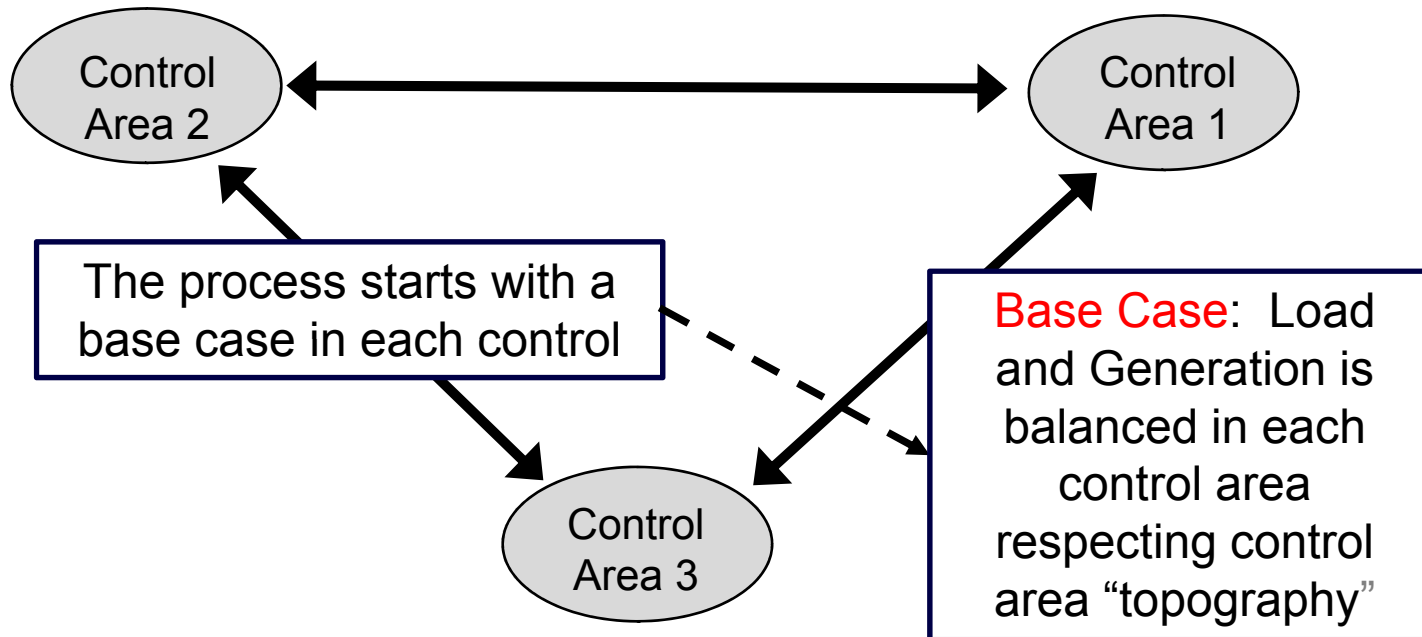 Control
Area 2
Control
Area 1
The process starts with a
base case in each control
Base Case:  Load
and Generation is
balanced in each
control area
respecting control
area “topography”
Control
Area 3